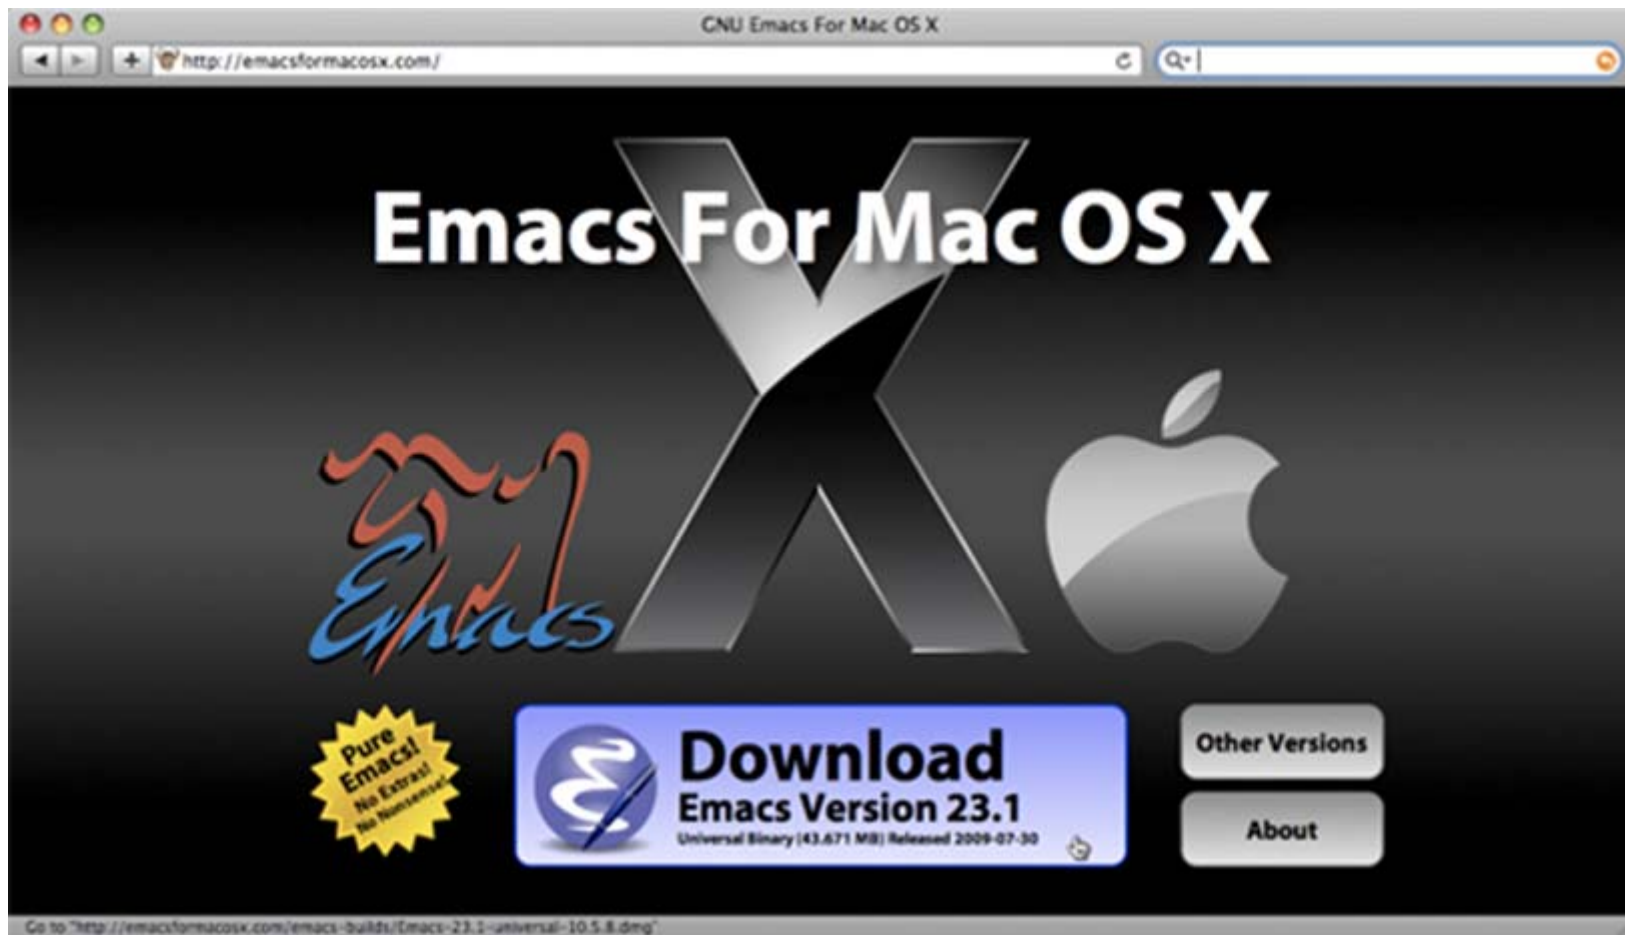 GNU Emacs For Mac OS X
http://emacsformacosx.com/
Emacs For Mac OS X
Emacs
Pure
Emacs!
No Extras!
No Nonsense!
Download
Emacs Version 23.1
Universal Binary (43.671 MB) Released 2009-07-30
Other Versions
About
Go to "http://emacsformacosx.com/emacs-builds/Emacs-23.1-universal-10.5.8.dmg"